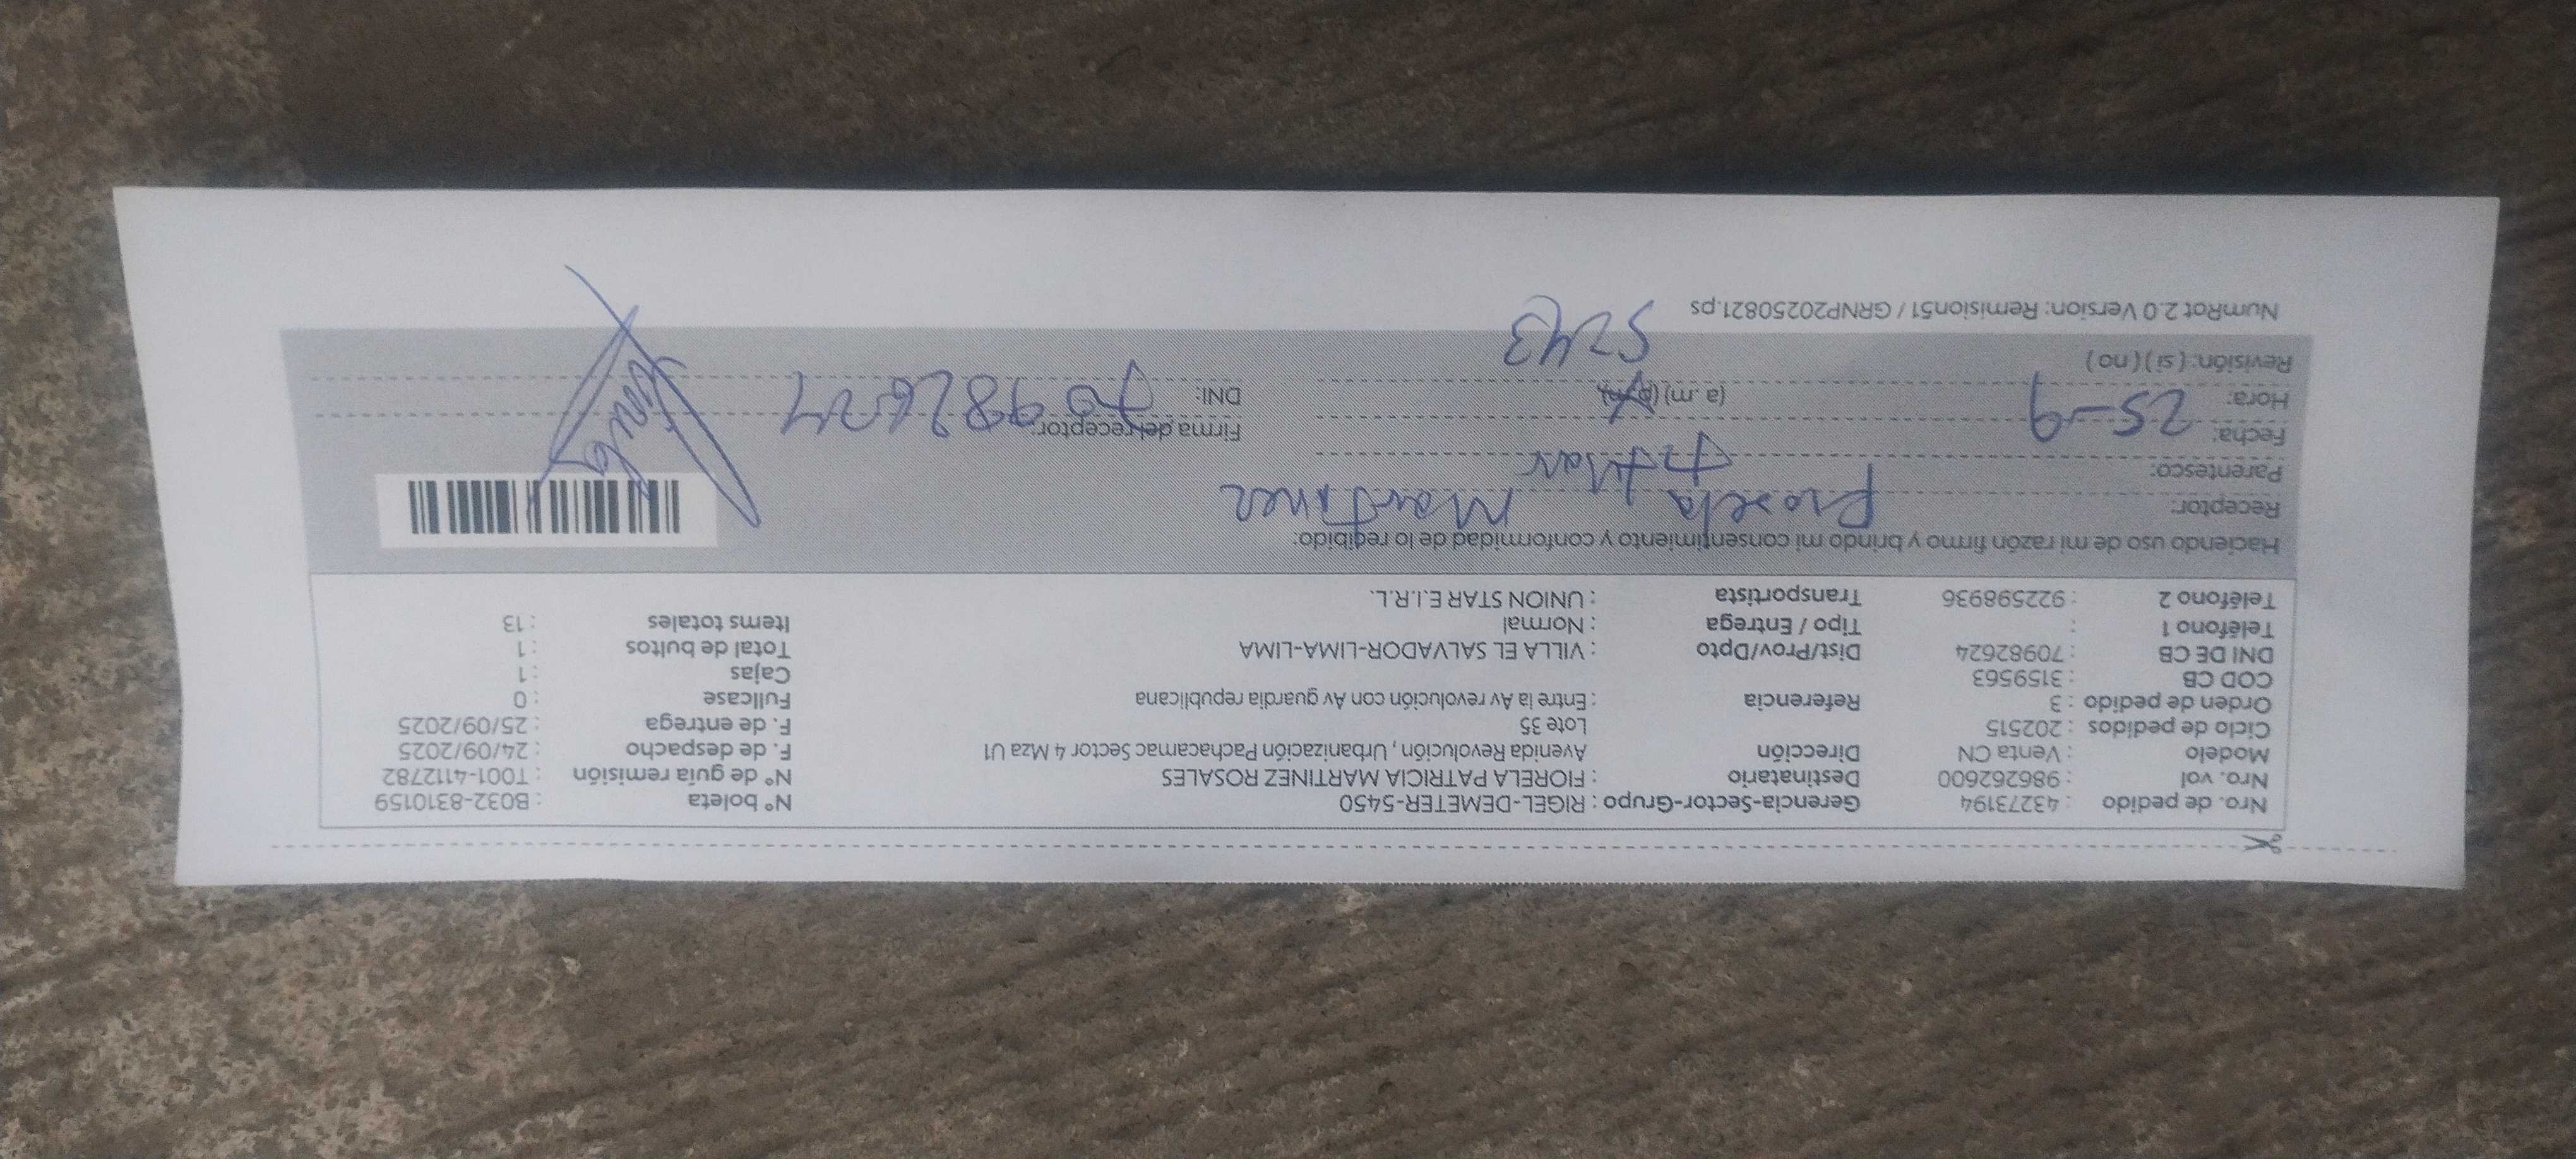 Nro. de pedido : 43273194 Gerencia-Sector-Grupo : RIGEL-DEMETER-5450 N° boleta : B032-8310159
Nro. vol : 986262600 Destinatario : FIORELA PATRICIA MARTINEZ ROSALES N° de guía remisión : T001-4112782
Modelo : Venta CN Dirección Avenida Revolución , Urbanización Pachacamac Sector 4 Mza U1 F. de despacho : 24/09/2025
Ciclo de pedidos : 202515 Lote 35 F. de entrega : 25/09/2025
Orden de pedido : 3 Referencia : Entre la Av revolución con Av guardia republicana Fullcase : 0
COD CB : 3159563 Cajas : 1
DNI DE CB : 70982624 Dist/Prov/Dpto : VILLA EL SALVADOR-LIMA-LIMA Total de bultos : 1
Teléfono 1 : Tipo / Entrega : Normal Items totales : 13
Teléfono 2 : 922598936 Transportista : UNION STAR E.I.R.L.
Haciendo uso de mi razón firmo y brindo mi consentimiento y conformidad de lo recibido:
Receptor: Martinez
Parentesco: Titular
Fecha: 25-9 Firma del receptor:
Hora: (a .m) (p.m) DNI: 70982624
Revisión: ( si ) ( no ) 5243
NumRot 2.0 Version: Remision51 / GRNP20250821.ps